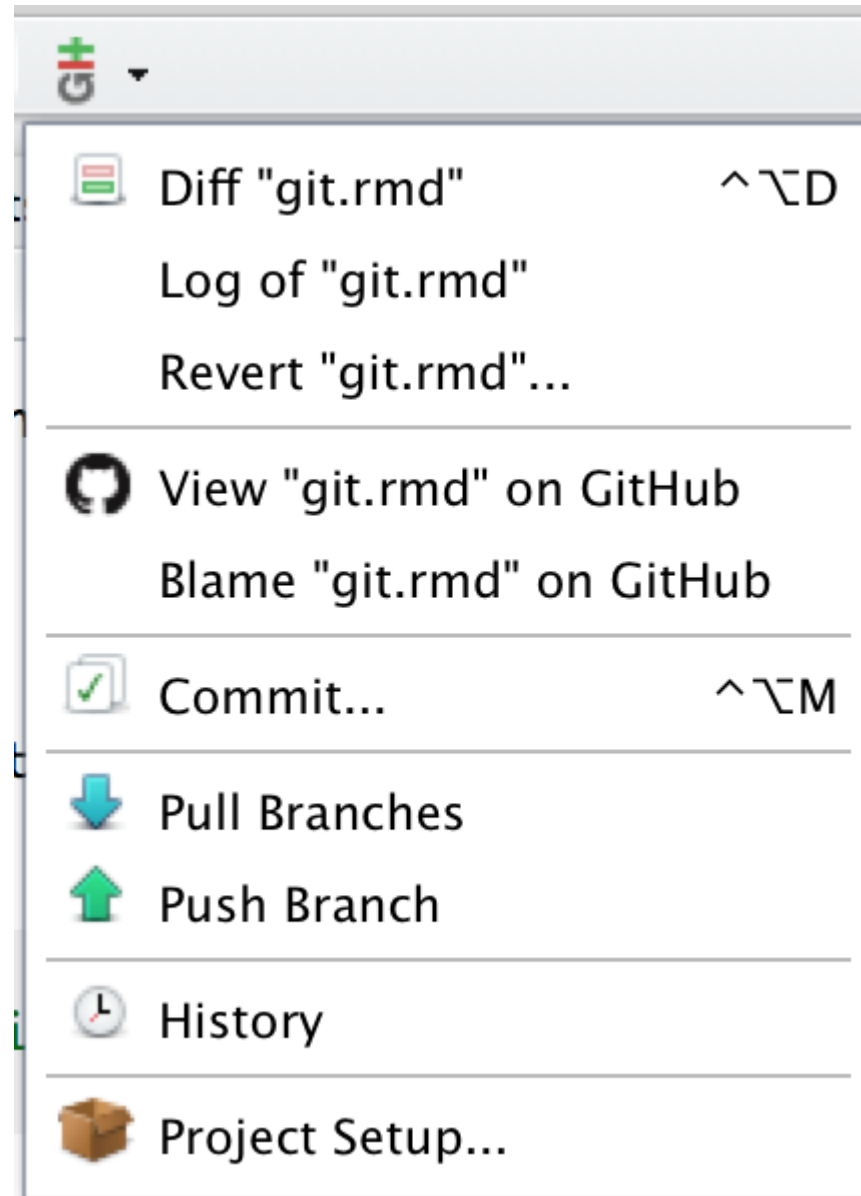 Git
Diff "git.rmd" ^⌥D
Log of "git.rmd"
Revert "git.rmd"...
View "git.rmd" on GitHub
Blame "git.rmd" on GitHub
Commit... ^⌥M
Pull Branches
Push Branch
History
Project Setup...